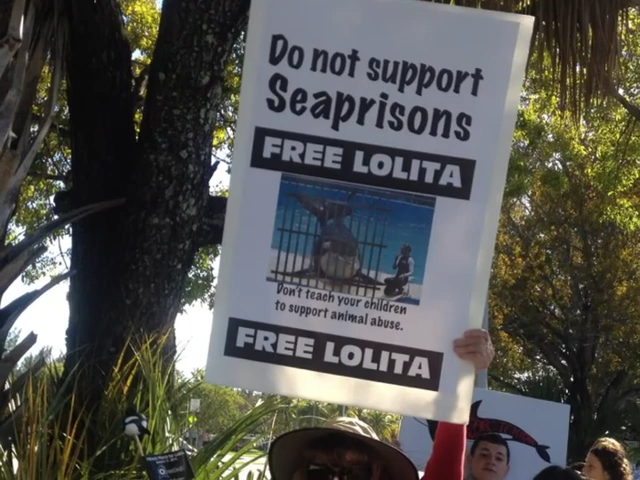 Do not support
Seaprisons
FREE LOLITA
Don't teach your children
to support animal abuse.
FREE LOLITA